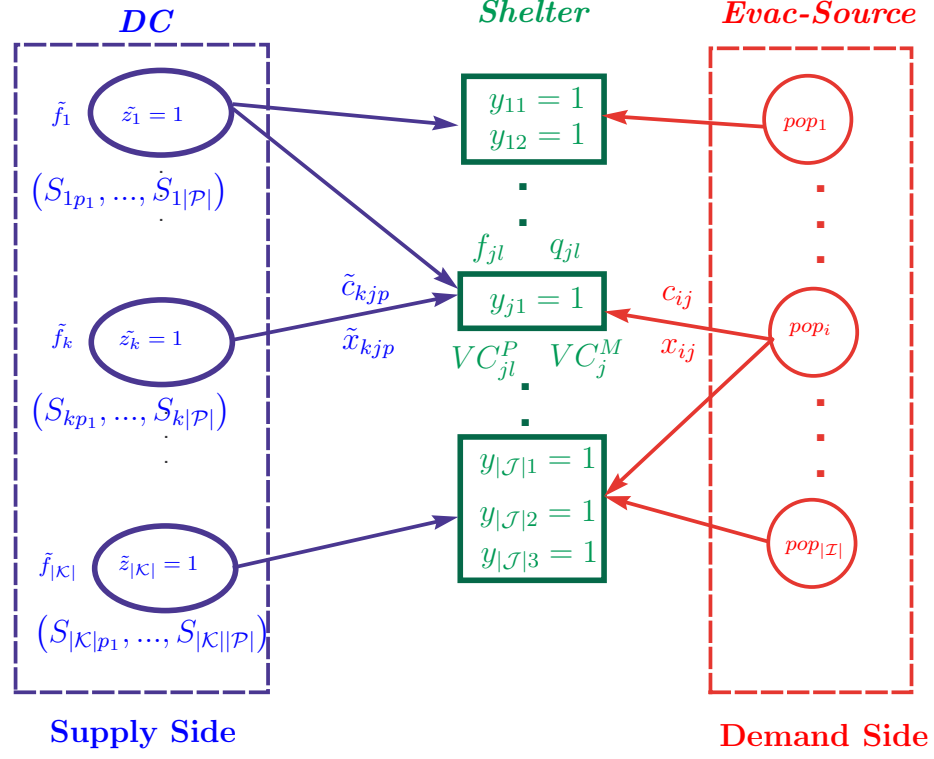 DC
Shelter
Evac-Source
f̃₁
z̃₁ = 1
(S_{1p₁}, ..., S_{1|𝒫|})
y₁₁ = 1
y₁₂ = 1
pop₁
f_{jl}
q_{jl}
c̃_{kjp}
x̃_{kjp}
y_{j1} = 1
c_{ij}
x_{ij}
pop_i
f̃_k
z̃_k = 1
(S_{kp₁}, ..., S_{k|𝒫|})
VC^P_{jl}
VC^M_j
y_{|𝒥|1} = 1
y_{|𝒥|2} = 1
y_{|𝒥|3} = 1
f̃_{|𝒦|}
z̃_{|𝒦|} = 1
(S_{|𝒦|p₁}, ..., S_{|𝒦||𝒫|})
pop_{|ℐ|}
Supply Side
Demand Side